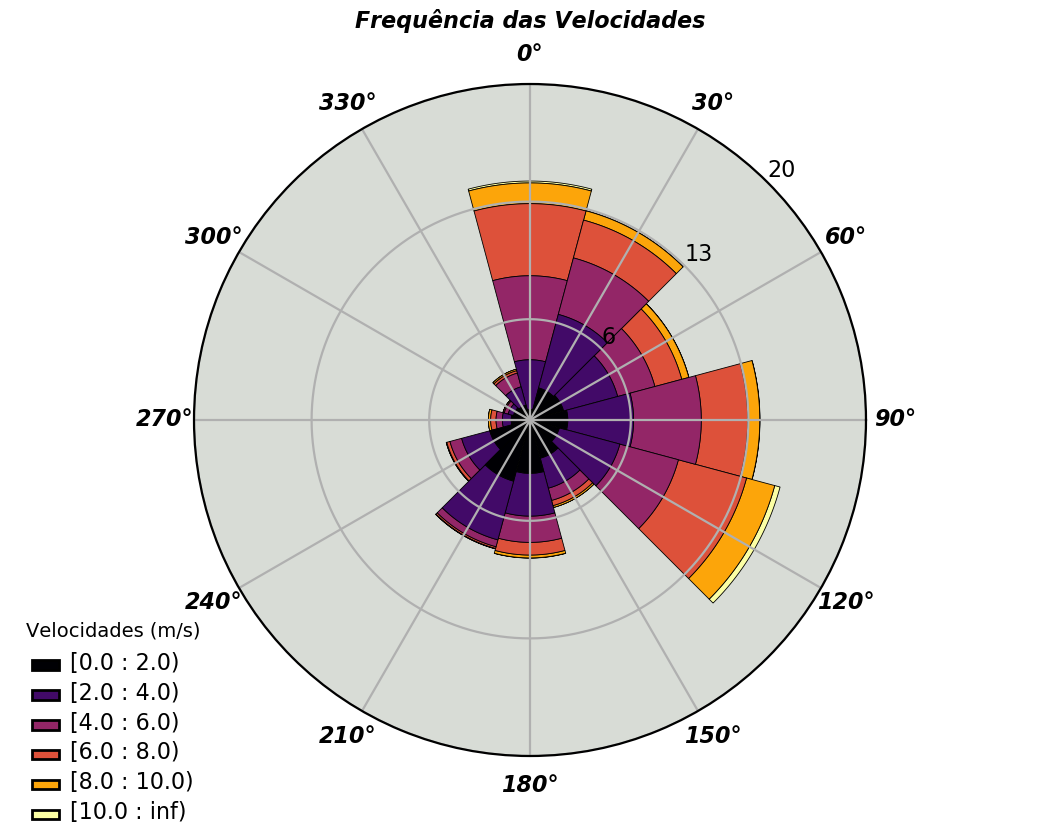 Frequência das Velocidades
0°
330°
30°
20
300°
60°
13
6
270°
90°
240°
120°
210°
150°
180°
Velocidades (m/s)
[0.0 : 2.0)
[2.0 : 4.0)
[4.0 : 6.0)
[6.0 : 8.0)
[8.0 : 10.0)
[10.0 : inf)